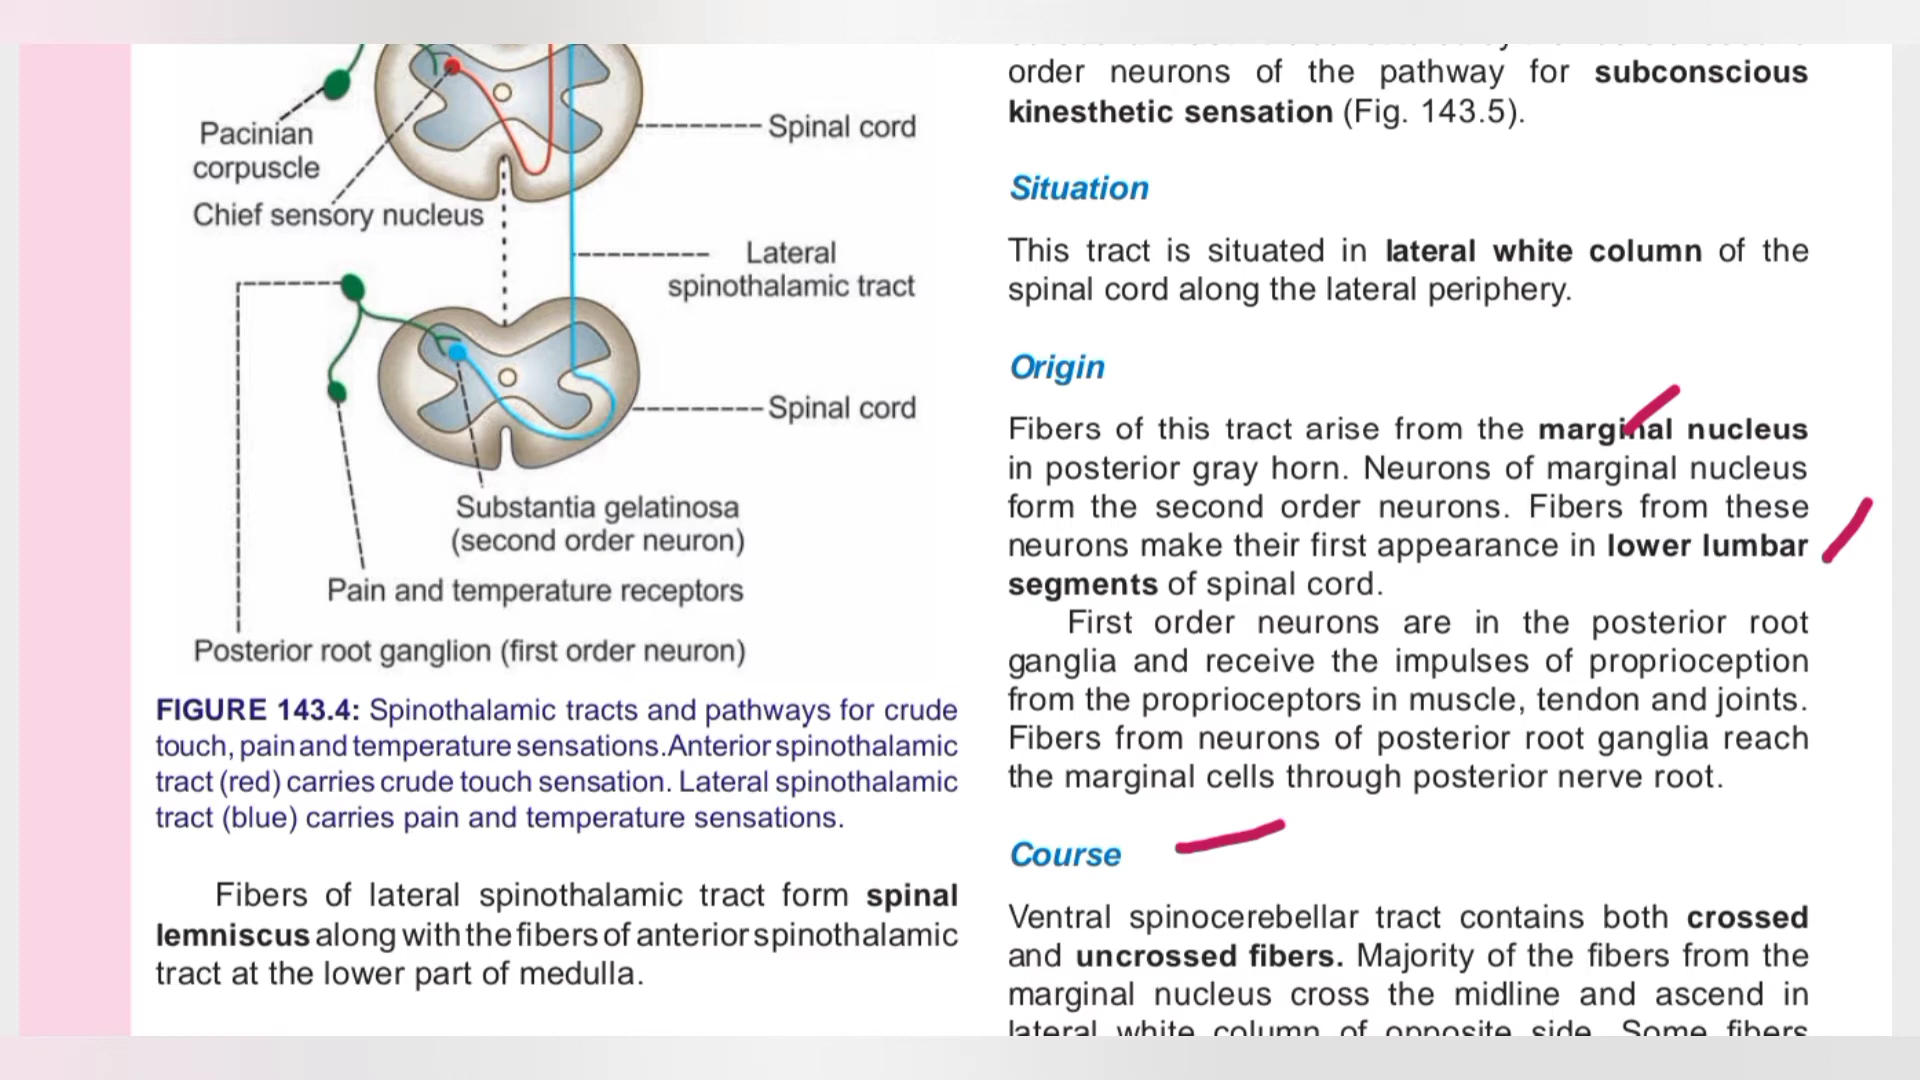 Pacinian
corpuscle
Chief sensory nucleus
Spinal cord
Lateral
spinothalamic tract
Spinal cord
Substantia gelatinosa
(second order neuron)
Pain and temperature receptors
Posterior root ganglion (first order neuron)
FIGURE 143.4: Spinothalamic tracts and pathways for crude
touch, pain and temperature sensations. Anterior spinothalamic
tract (red) carries crude touch sensation. Lateral spinothalamic
tract (blue) carries pain and temperature sensations.
Fibers of lateral spinothalamic tract form spinal
lemniscus along with the fibers of anterior spinothalamic
tract at the lower part of medulla.
order neurons of the pathway for subconscious
kinesthetic sensation (Fig. 143.5).
Situation
This tract is situated in lateral white column of the
spinal cord along the lateral periphery.
Origin
Fibers of this tract arise from the marginal nucleus
in posterior gray horn. Neurons of marginal nucleus
form the second order neurons. Fibers from these
neurons make their first appearance in lower lumbar
segments of spinal cord.
First order neurons are in the posterior root
ganglia and receive the impulses of proprioception
from the proprioceptors in muscle, tendon and joints.
Fibers from neurons of posterior root ganglia reach
the marginal cells through posterior nerve root.
Course
Ventral spinocerebellar tract contains both crossed
and uncrossed fibers. Majority of the fibers from the
marginal nucleus cross the midline and ascend in
lateral white column of opposite side. Some fibers